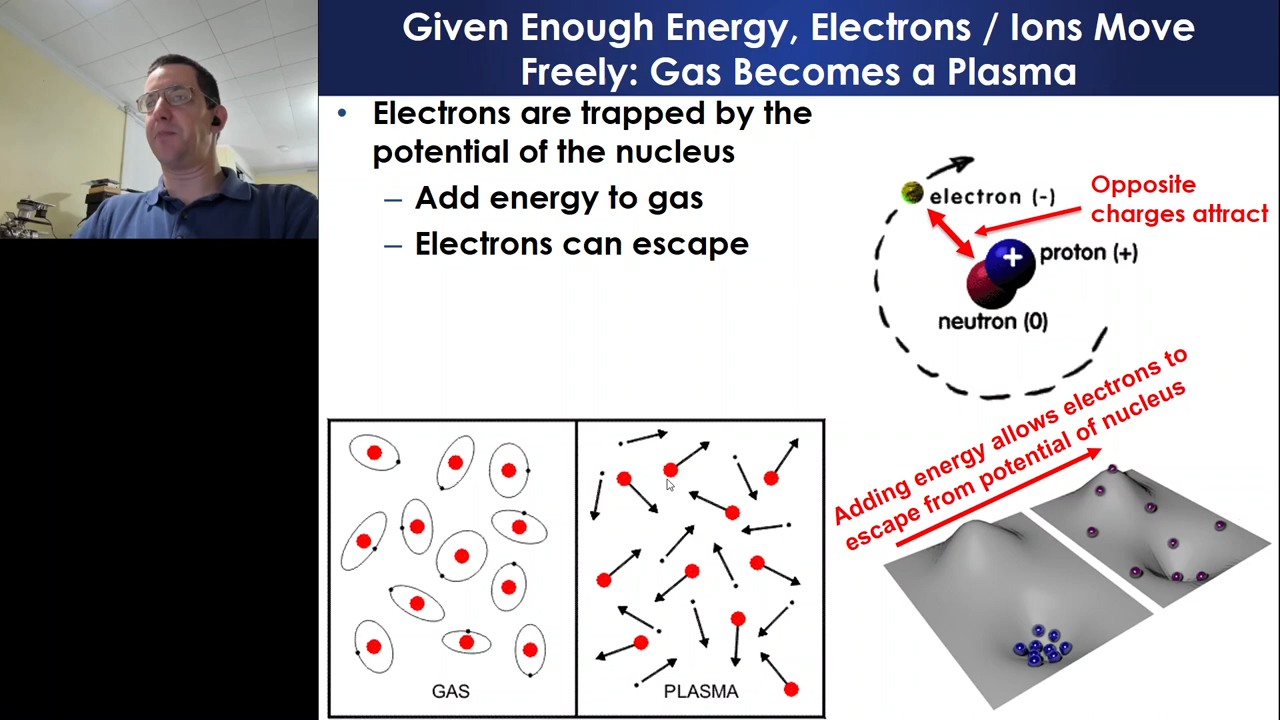 Given Enough Energy, Electrons / Ions Move
Freely: Gas Becomes a Plasma
• Electrons are trapped by the
potential of the nucleus
– Add energy to gas
– Electrons can escape
electron (-)
Opposite
charges attract
+
proton (+)
neutron (0)
Adding energy allows electrons to
escape from potential of nucleus
GAS
PLASMA